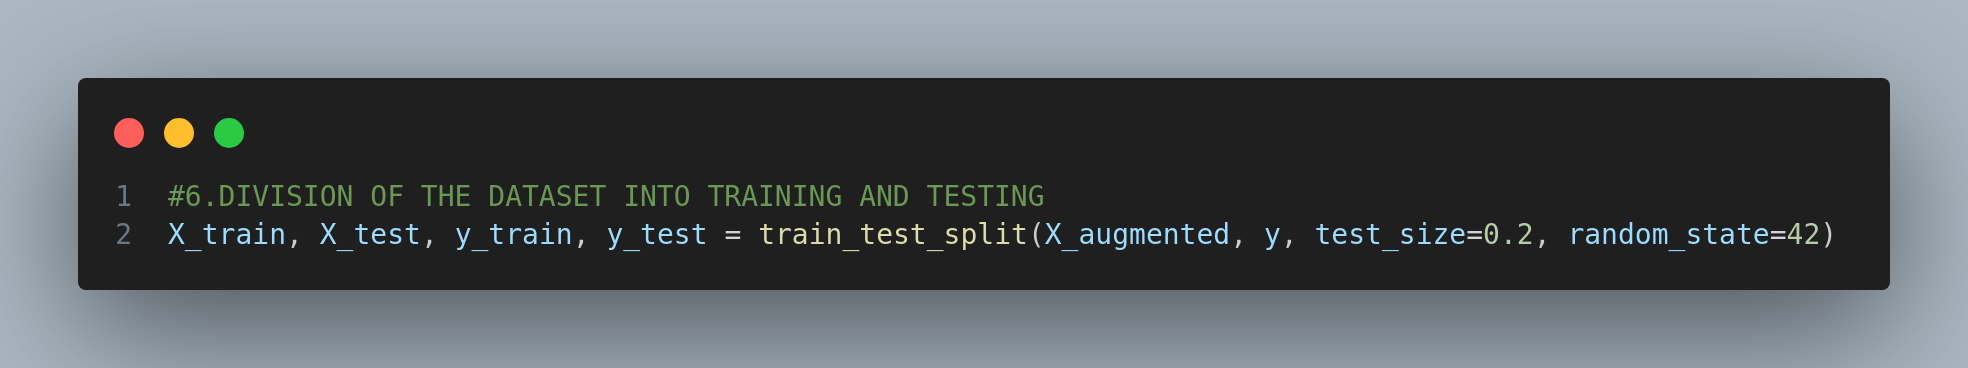 1 #6.DIVISION OF THE DATASET INTO TRAINING AND TESTING
2 X_train, X_test, y_train, y_test = train_test_split(X_augmented, y, test_size=0.2, random_state=42)